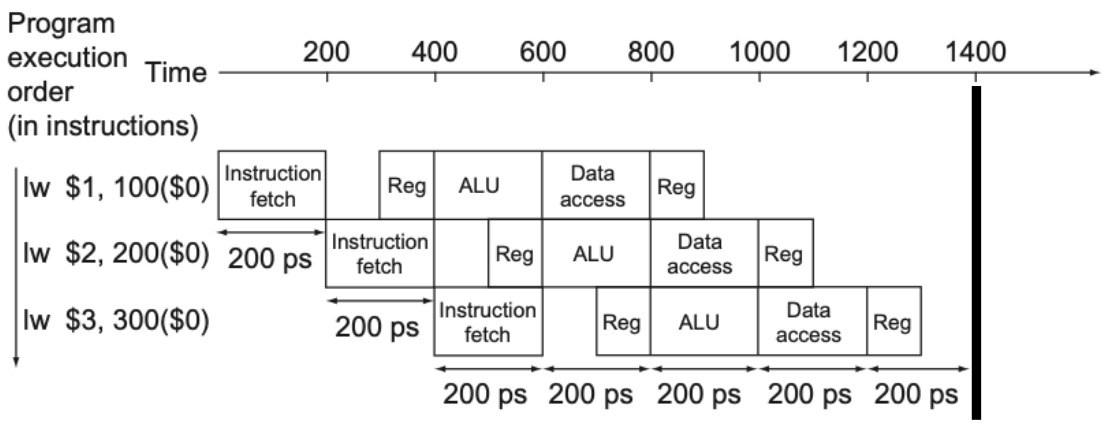 Program
execution
order
(in instructions)
Time
200 400 600 800 1000 1200 1400
lw $1, 100($0)
Instruction
fetch
Reg
ALU
Data
access
Reg
200 ps
lw $2, 200($0)
Instruction
fetch
Reg
ALU
Data
access
Reg
200 ps
lw $3, 300($0)
Instruction
fetch
Reg
ALU
Data
access
Reg
200 ps 200 ps 200 ps 200 ps 200 ps